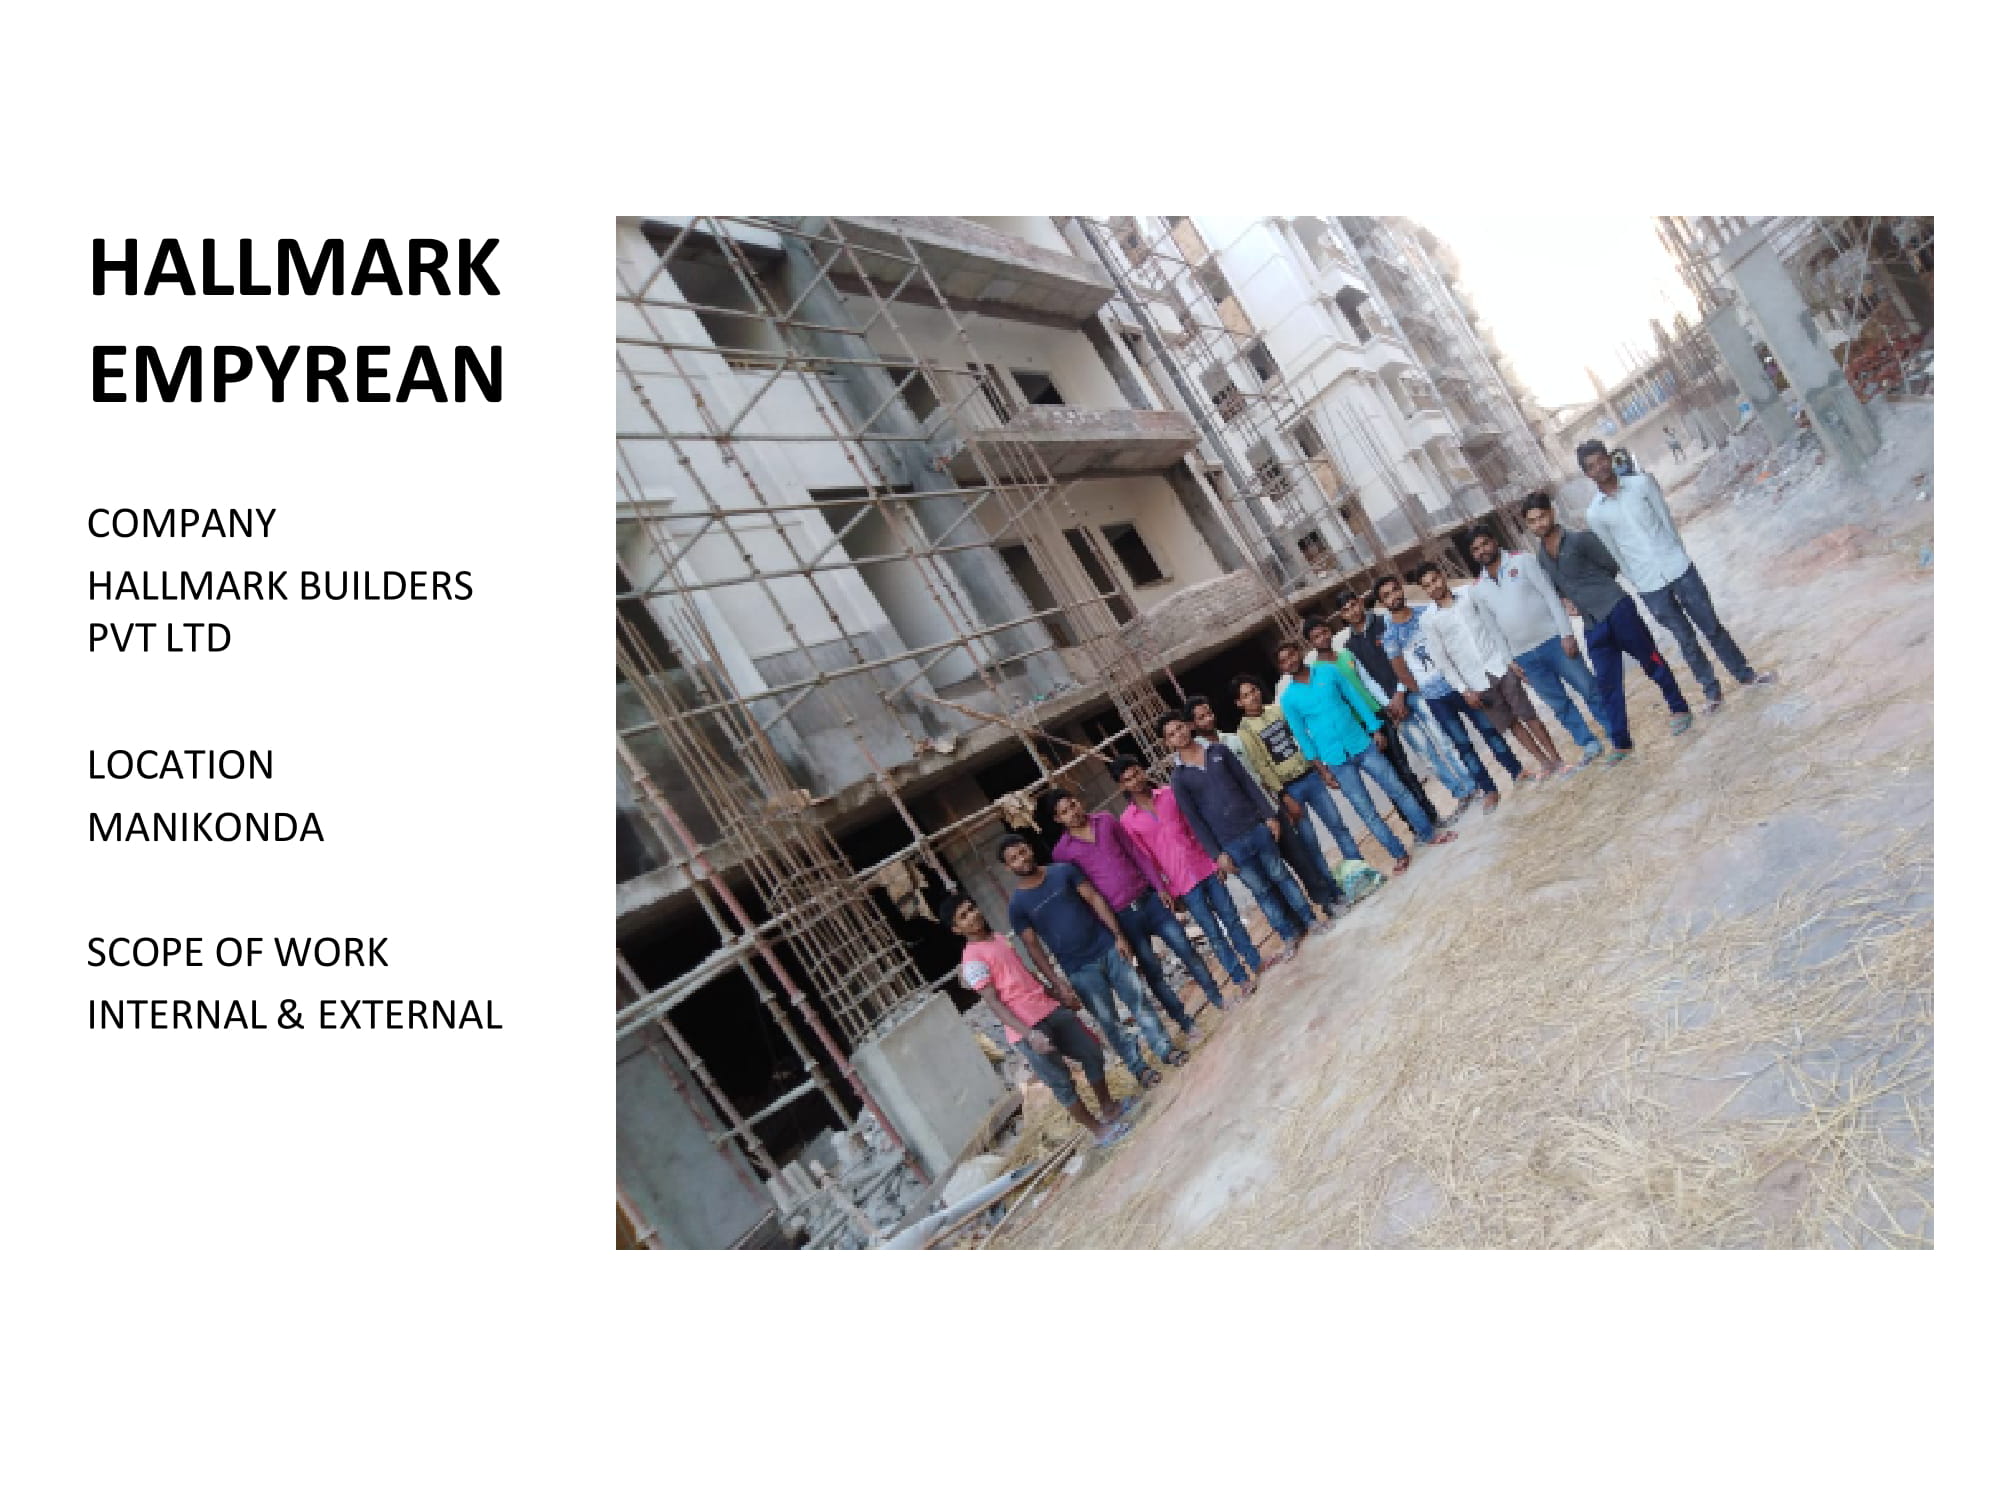 HALLMARK
EMPYREAN
COMPANY
HALLMARK BUILDERS
PVT LTD
LOCATION
MANIKONDA
SCOPE OF WORK
INTERNAL & EXTERNAL